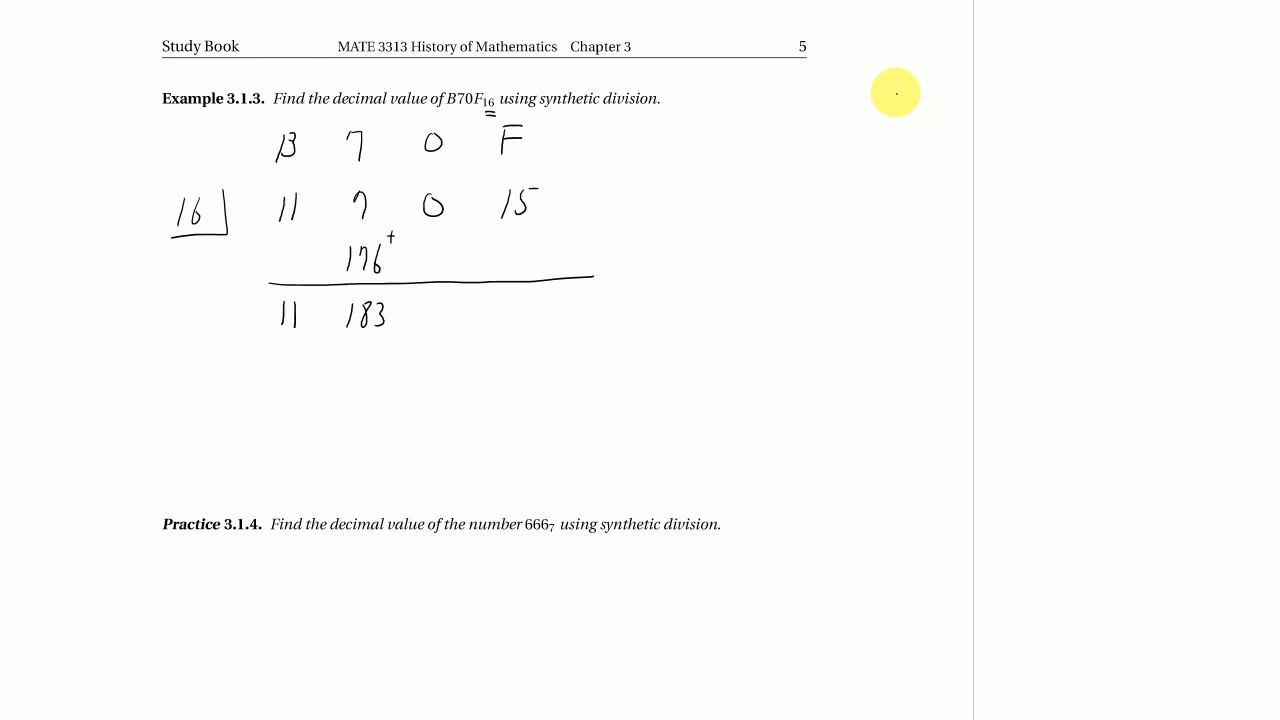 Study Book MATE 3313 History of Mathematics Chapter 3 5
Example 3.1.3. Find the decimal value of B70F₁₆ using synthetic division.
B 7 0 F
16 11 7 0 15
176 +
11 183
Practice 3.1.4. Find the decimal value of the number 666₇ using synthetic division.